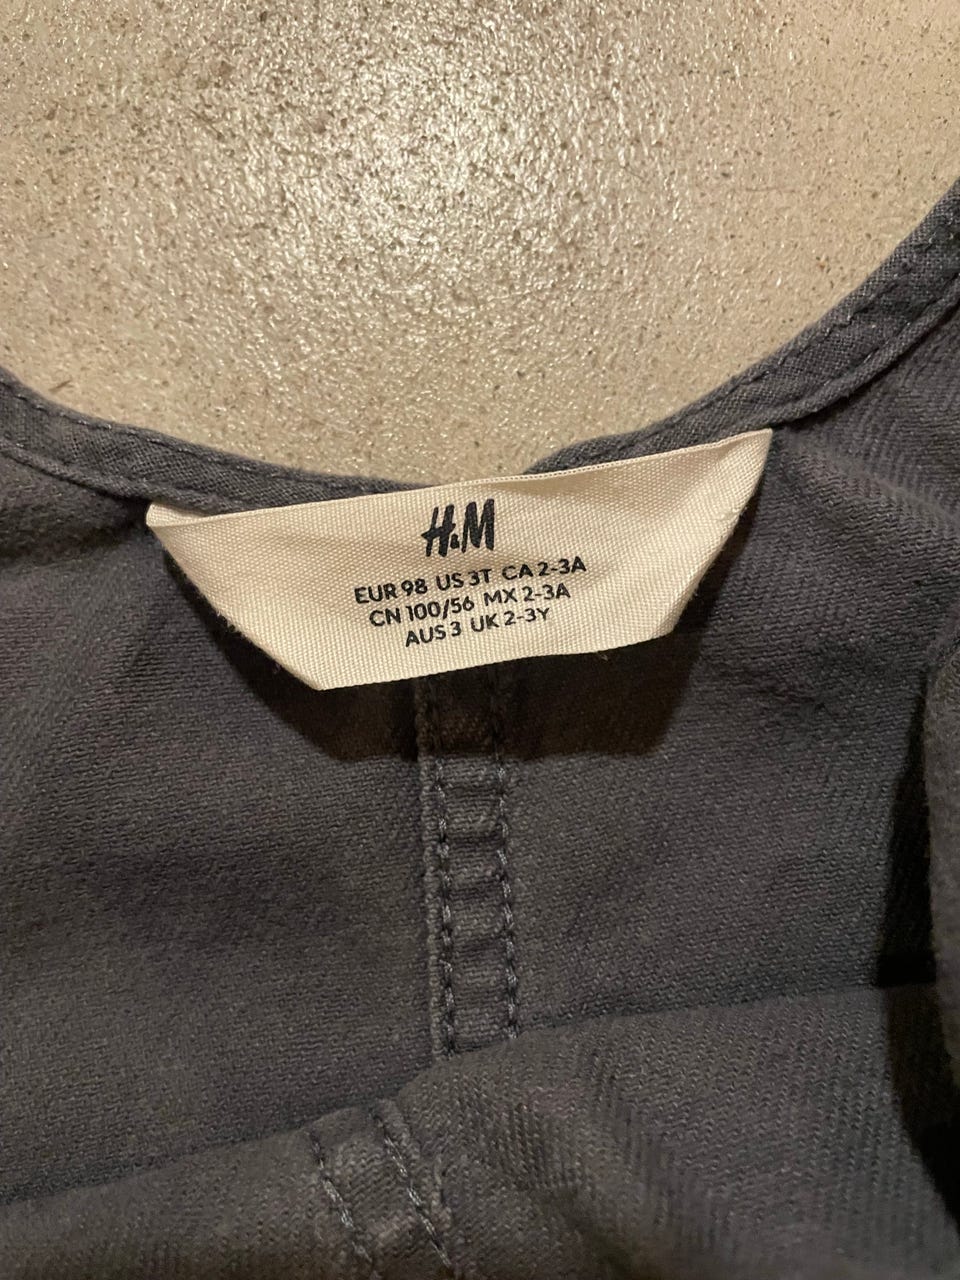 H&M
EUR 98 US 3T CA 2-3A
CN 100/56 MX 2-3A
AUS 3 UK 2-3Y